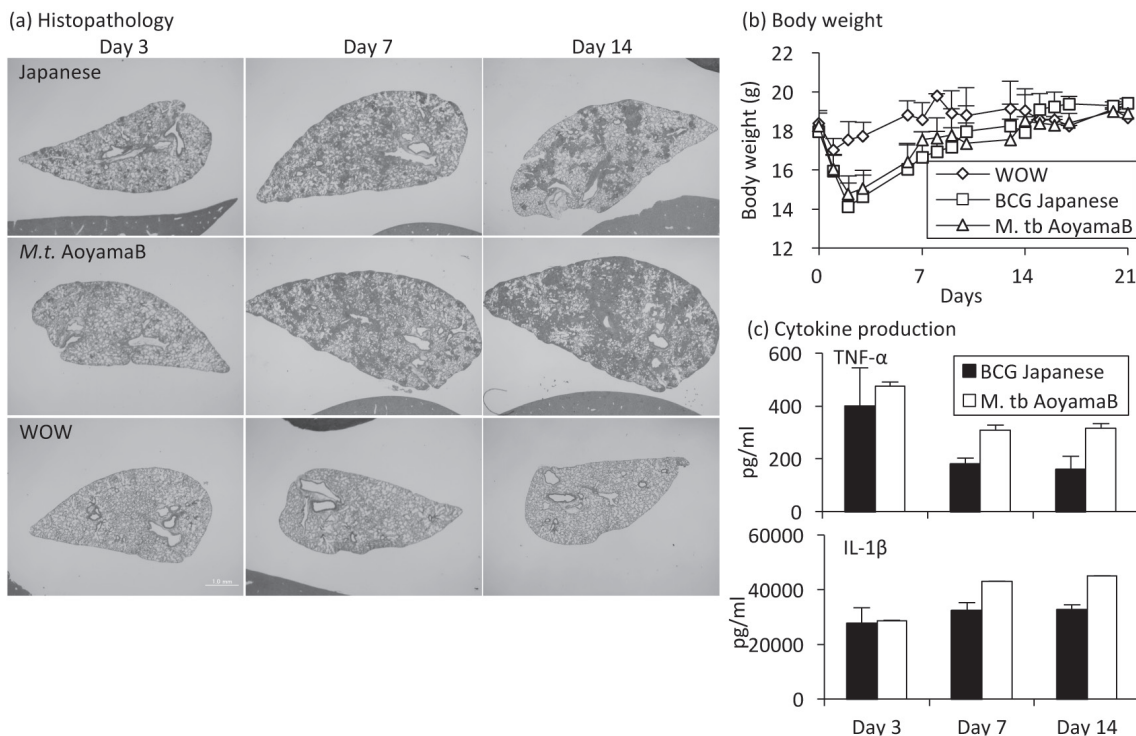 (a) Histopathology
Day 3 Day 7 Day 14
Japanese
M.t. AoyamaB
WOW
1.0 mm
(b) Body weight
Body weight (g)
22
20
18
16
14
12
0 7 14 21
Days
WOW
BCG Japanese
M. tb AoyamaB
(c) Cytokine production
TNF-α
BCG Japanese
M. tb AoyamaB
pg/ml
600
400
200
0
IL-1β
pg/ml
60000
40000
20000
0
Day 3 Day 7 Day 14